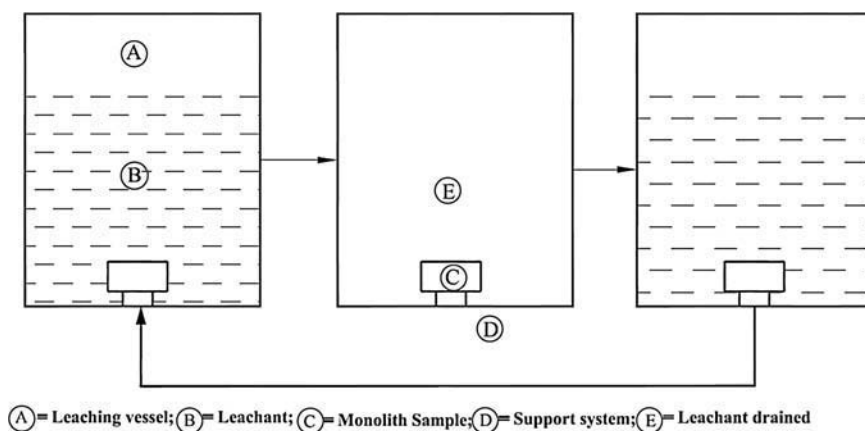 A
B
E
C
D
A = Leaching vessel; B = Leachant; C = Monolith Sample; D = Support system; E = Leachant drained